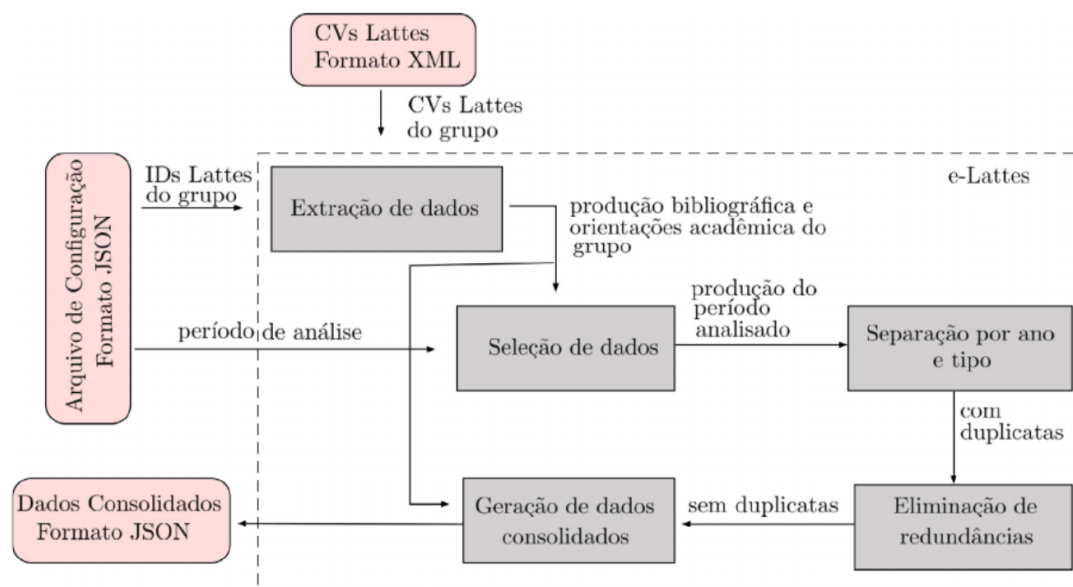 CVs Lattes
Formato XML
CVs Lattes
do grupo
Arquivo de Configuração
Formato JSON
IDs Lattes
do grupo
e-Lattes
Extração de dados
produção bibliográfica e
orientações acadêmica do
grupo
período de análise
Seleção de dados
produção do
período
analisado
Separação por ano
e tipo
com
duplicatas
Dados Consolidados
Formato JSON
Geração de dados
consolidados
sem duplicatas
Eliminação de
redundâncias